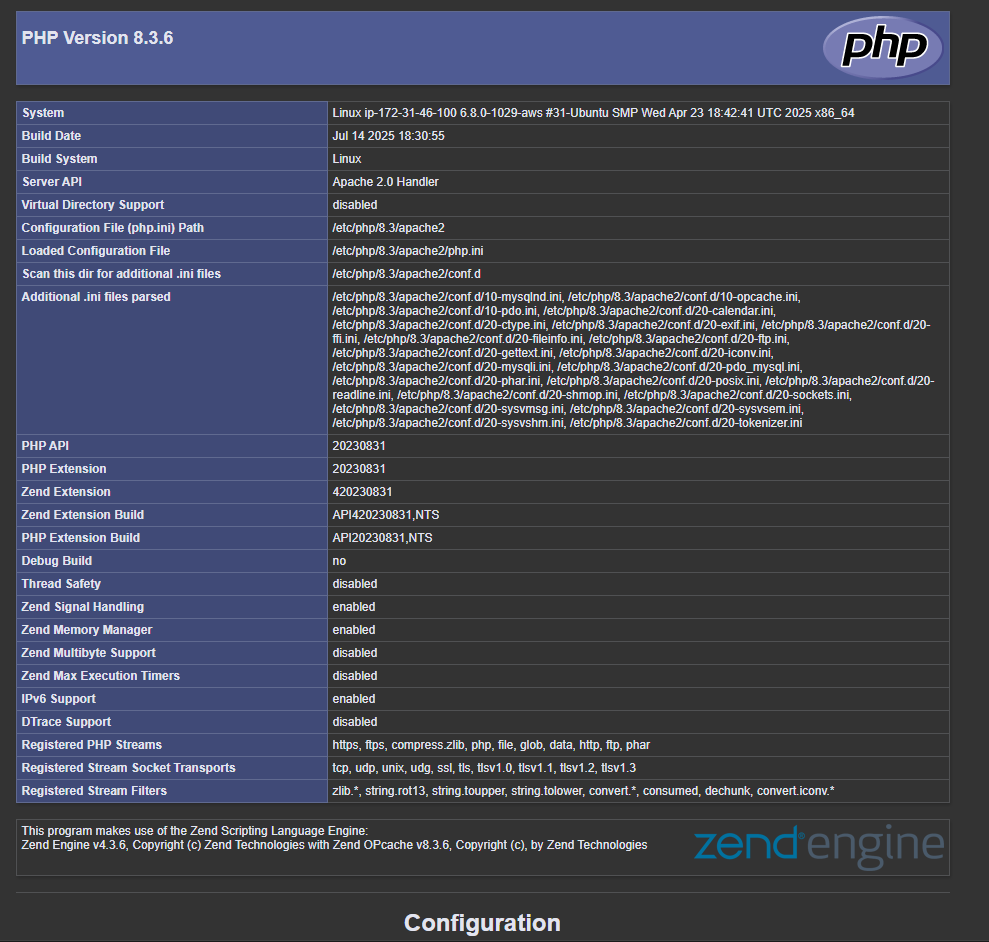 PHP Version 8.3.6
php
System Linux ip-172-31-46-100 6.8.0-1029-aws #31-Ubuntu SMP Wed Apr 23 18:42:41 UTC 2025 x86_64
Build Date Jul 14 2025 18:30:55
Build System Linux
Server API Apache 2.0 Handler
Virtual Directory Support disabled
Configuration File (php.ini) Path /etc/php/8.3/apache2
Loaded Configuration File /etc/php/8.3/apache2/php.ini
Scan this dir for additional .ini files /etc/php/8.3/apache2/conf.d
Additional .ini files parsed /etc/php/8.3/apache2/conf.d/10-mysqlnd.ini, /etc/php/8.3/apache2/conf.d/10-opcache.ini,
/etc/php/8.3/apache2/conf.d/10-pdo.ini, /etc/php/8.3/apache2/conf.d/20-calendar.ini,
/etc/php/8.3/apache2/conf.d/20-ctype.ini, /etc/php/8.3/apache2/conf.d/20-exif.ini, /etc/php/8.3/apache2/conf.d/20-
ffi.ini, /etc/php/8.3/apache2/conf.d/20-fileinfo.ini, /etc/php/8.3/apache2/conf.d/20-ftp.ini,
/etc/php/8.3/apache2/conf.d/20-gettext.ini, /etc/php/8.3/apache2/conf.d/20-iconv.ini,
/etc/php/8.3/apache2/conf.d/20-mysqli.ini, /etc/php/8.3/apache2/conf.d/20-pdo_mysql.ini,
/etc/php/8.3/apache2/conf.d/20-phar.ini, /etc/php/8.3/apache2/conf.d/20-posix.ini, /etc/php/8.3/apache2/conf.d/20-
readline.ini, /etc/php/8.3/apache2/conf.d/20-shmop.ini, /etc/php/8.3/apache2/conf.d/20-sockets.ini,
/etc/php/8.3/apache2/conf.d/20-sysvmsg.ini, /etc/php/8.3/apache2/conf.d/20-sysvsem.ini,
/etc/php/8.3/apache2/conf.d/20-sysvshm.ini, /etc/php/8.3/apache2/conf.d/20-tokenizer.ini
PHP API 20230831
PHP Extension 20230831
Zend Extension 420230831
Zend Extension Build API420230831,NTS
PHP Extension Build API20230831,NTS
Debug Build no
Thread Safety disabled
Zend Signal Handling enabled
Zend Memory Manager enabled
Zend Multibyte Support disabled
Zend Max Execution Timers disabled
IPv6 Support enabled
DTrace Support disabled
Registered PHP Streams https, ftps, compress.zlib, php, file, glob, data, http, ftp, phar
Registered Stream Socket Transports tcp, udp, unix, udg, ssl, tls, tlsv1.0, tlsv1.1, tlsv1.2, tlsv1.3
Registered Stream Filters zlib.*, string.rot13, string.toupper, string.tolower, convert.*, consumed, dechunk, convert.iconv.*
This program makes use of the Zend Scripting Language Engine:
Zend Engine v4.3.6, Copyright (c) Zend Technologies with Zend OPcache v8.3.6, Copyright (c), by Zend Technologies
zend®engine
Configuration